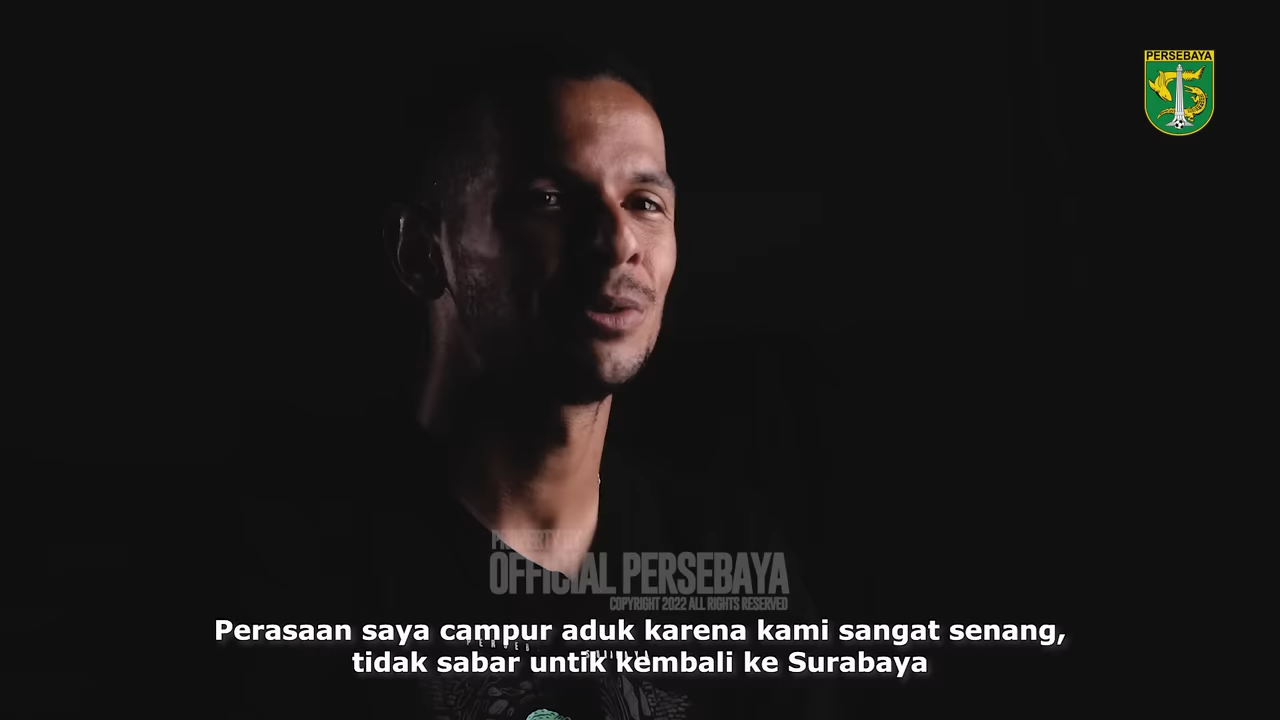 PERSEBAYA
OFFICIAL PERSEBAYA
COPYRIGHT 2022 ALL RIGHTS RESERVED
Perasaan saya campur aduk karena kami sangat senang,
tidak sabar untik kembali ke Surabaya